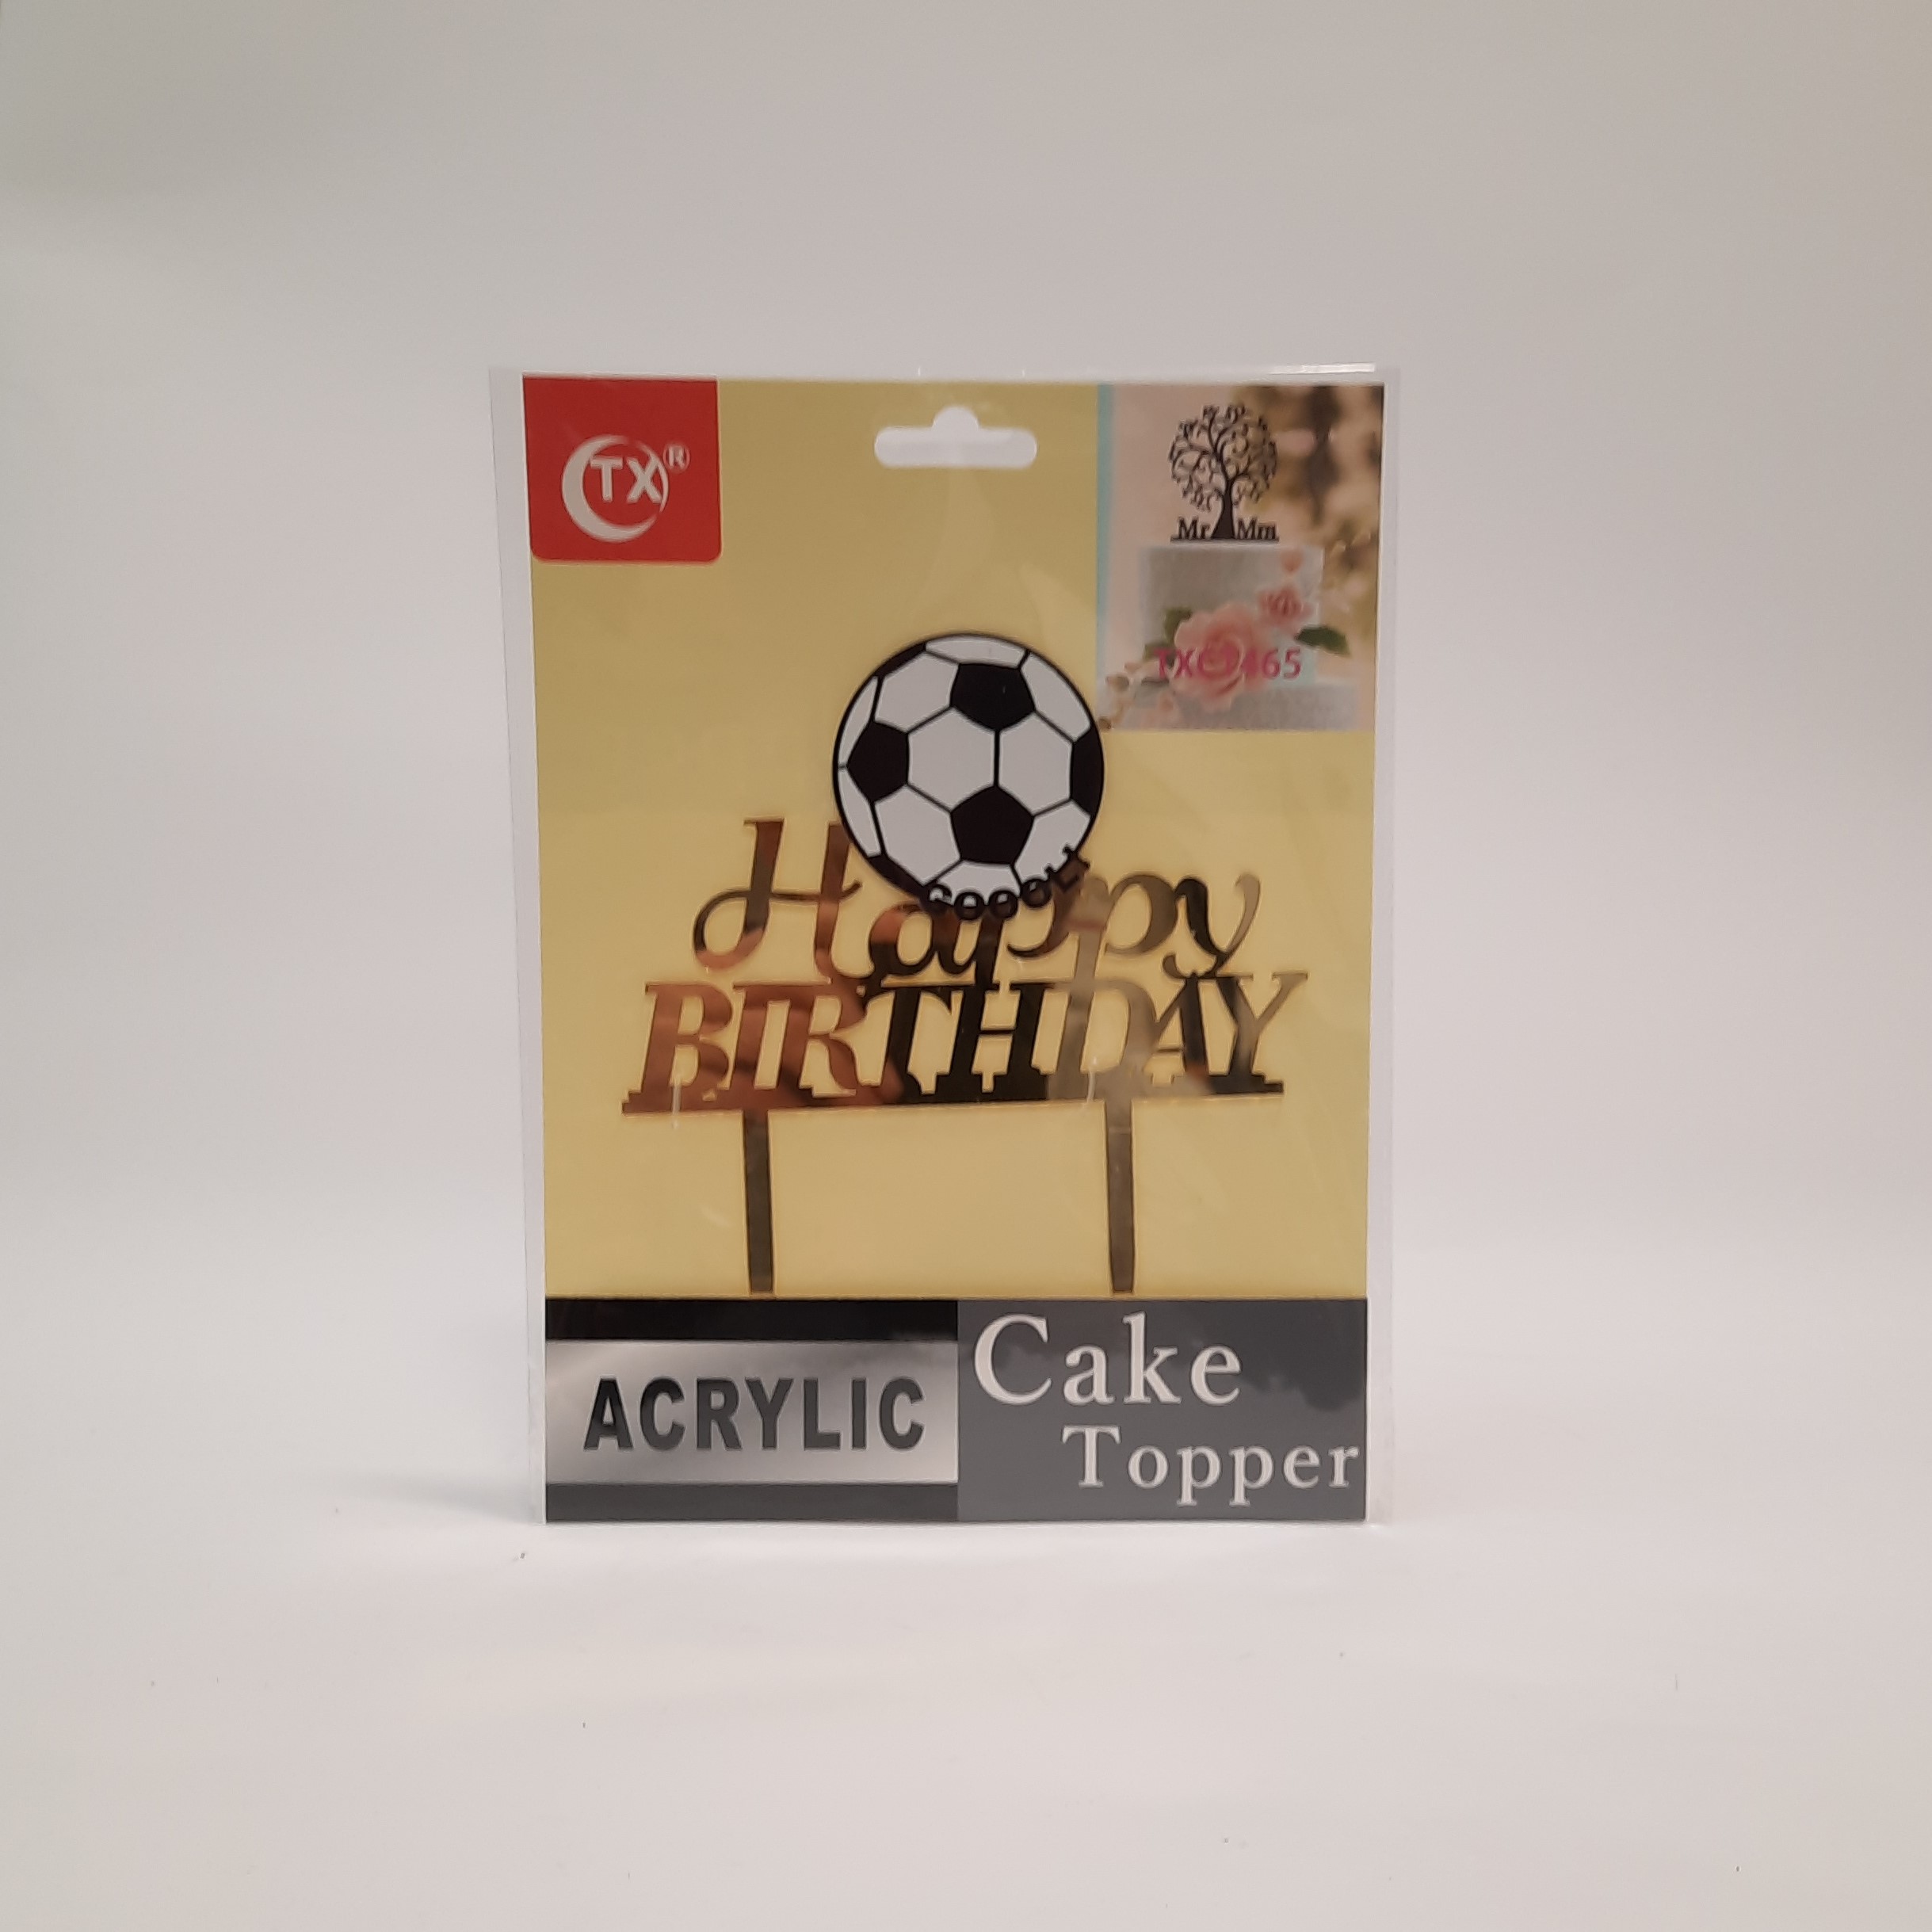 TX®
Mr Mrs
GOOOL!
Happy
BIRTHDAY
ACRYLIC
Cake
Topper